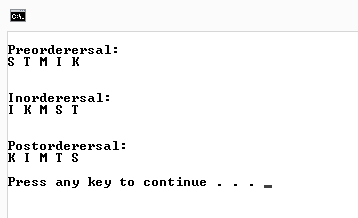 C:\.
Preorderersal:
S T M I K
Inorderersal:
I K M S T
Postorderersal:
K I M T S
Press any key to continue . . . _